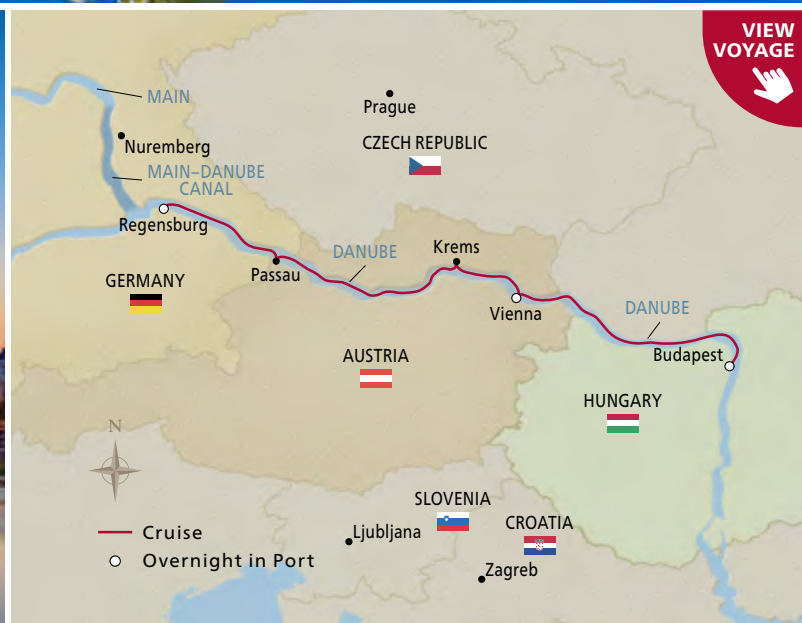 VIEW
VOYAGE
MAIN
Prague
Nuremberg
CZECH REPUBLIC
MAIN–DANUBE
CANAL
Regensburg
Krems
DANUBE
Passau
GERMANY
Vienna
DANUBE
Budapest
AUSTRIA
HUNGARY
N
SLOVENIA
CROATIA
Ljubljana
Zagreb
Cruise
Overnight in Port